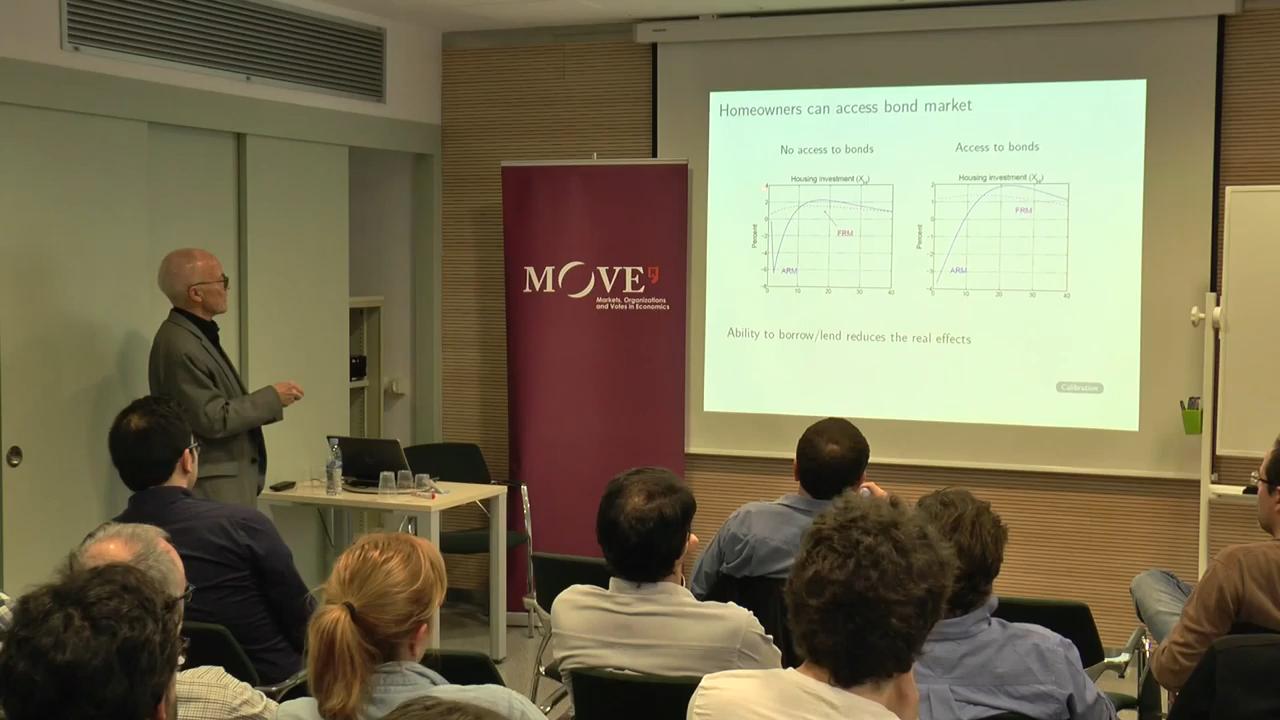 MOVE
Markets, Organizations
and Votes in Economics
Homeowners can access bond market
No access to bonds
Access to bonds
Housing investment
Housing investment
Percent
FRM
ARM
0
10
20
30
40
Percent
FRM
ARM
0
10
20
30
40
Ability to borrow/lend reduces the real effects
Calibration